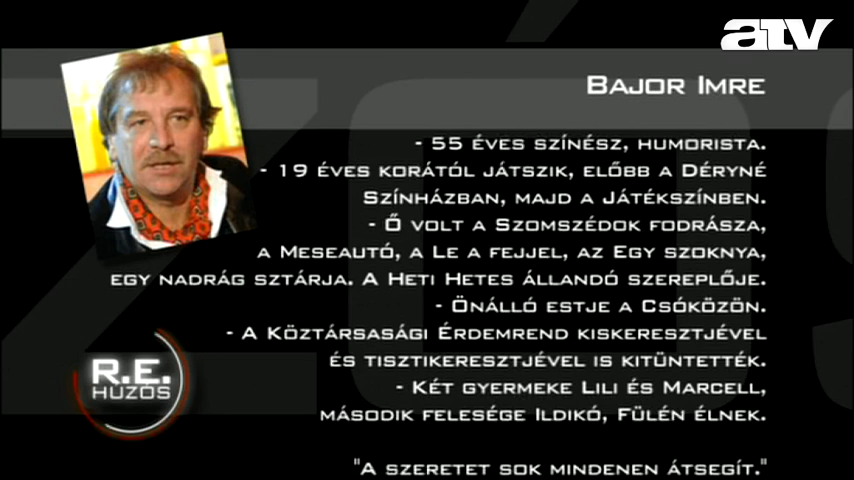 atv
BAJOR IMRE
- 55 ÉVES SZÍNÉSZ, HUMORISTA.
- 19 ÉVES KORÁTÓL JÁTSZIK, ELŐBB A DÉRYNÉ
SZÍNHÁZBAN, MAJD A JÁTÉKSZÍNBEN.
- Ő VOLT A SZOMSZÉDOK FODRÁSZA,
A MESEAUTÓ, A LE A FEJJEL, AZ EGY SZOKNYA,
EGY NADRÁG SZTÁRJA. A HETI HETES ÁLLANDÓ SZEREPLŐJE.
- ÖNÁLLÓ ESTJE A CSÓKÖZÖN.
- A KÖZTÁRSASÁGI ÉRDEMREND KISKERESZTJÉVEL
ÉS TISZTIKERESZTJÉVEL IS KITÜNTETTÉK.
- KÉT GYERMEKE LILI ÉS MARCELL,
MÁSODIK FELESÉGE ILDIKÓ, FÜLÉN ÉLNEK.
"A SZERETET SOK MINDENEN ÁTSEGÍT."
R.E.
HÚZÓS